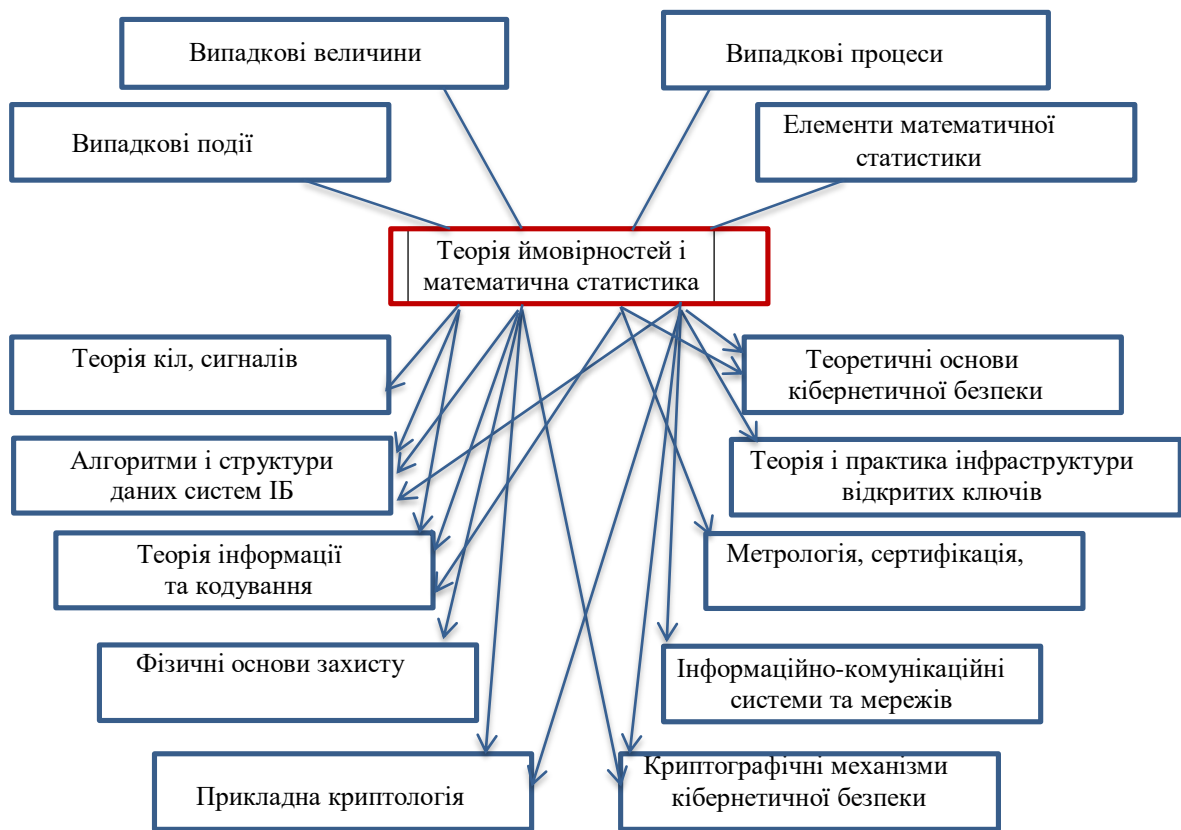 Випадкові величини
Випадкові процеси
Випадкові події
Елементи математичної
статистики
Теорія ймовірностей і
математична статистика
Теорія кіл, сигналів
Теоретичні основи
кібернетичної безпеки
Алгоритми і структури
даних систем ІБ
Теорія і практика інфраструктури
відкритих ключів
Теорія інформації
та кодування
Метрологія, сертифікація,
Фізичні основи захисту
Інформаційно-комунікаційні
системи та мережів
Прикладна криптологія
Криптографічні механізми
кібернетичної безпеки